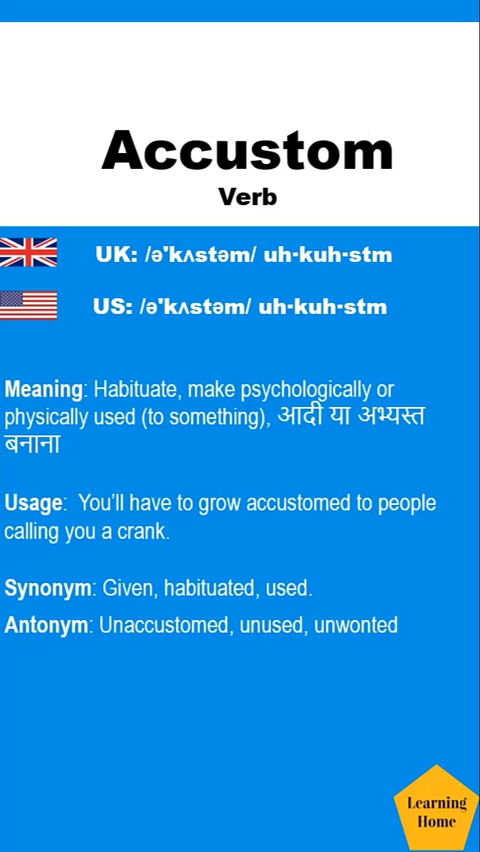 Accustom
Verb
UK: /ə'kʌstəm/ uh-kuh-stm
US: /ə'kʌstəm/ uh-kuh-stm
Meaning: Habituate, make psychologically or
physically used (to something), आदी या अभ्यस्त
बनाना
Usage:  You'll have to grow accustomed to people
calling you a crank.
Synonym: Given, habituated, used.
Antonym: Unaccustomed, unused, unwonted
Learning
Home